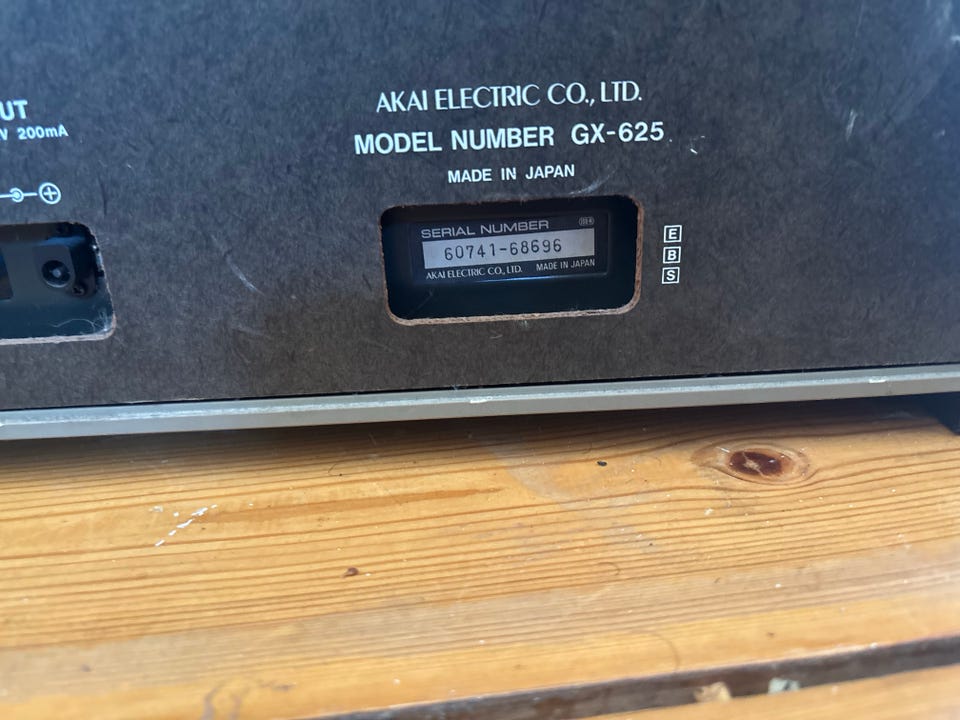 UT
V 200mA
AKAI ELECTRIC CO., LTD.
MODEL NUMBER GX-625
MADE IN JAPAN
SERIAL NUMBER
60741-68696
AKAI ELECTRIC CO., LTD. MADE IN JAPAN
E
B
S